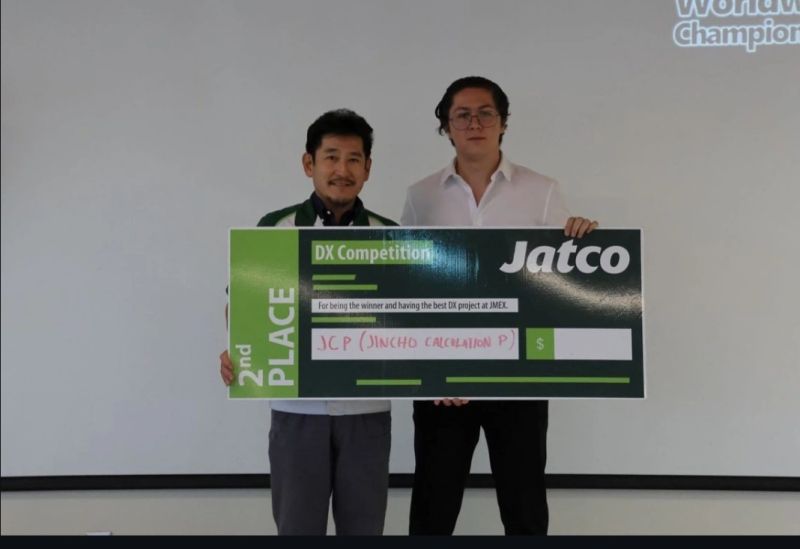 Champion
DX Competition
Jatco
For being the winner and having the best DX project at JMEX.
JCP (JINCHO CALCULATION P)
$
2nd
PLACE